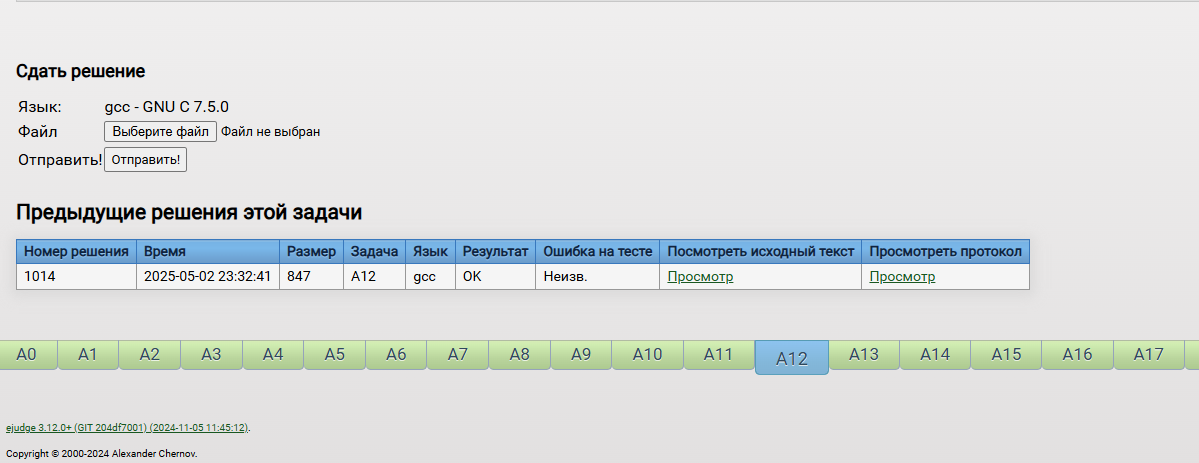 Сдать решение
Язык: gcc - GNU C 7.5.0
Файл Выберите файл Файл не выбран
Отправить! Отправить!
Предыдущие решения этой задачи
Номер решения Время Размер Задача Язык Результат Ошибка на тесте Посмотреть исходный текст Просмотреть протокол
1014 2025-05-02 23:32:41 847 A12 gcc OK Неизв. Просмотр Просмотр
A0 A1 A2 A3 A4 A5 A6 A7 A8 A9 A10 A11 A12 A13 A14 A15 A16 A17
ejudge 3.12.0+ (GIT 204df7001) (2024-11-05 11:45:12).
Copyright © 2000-2024 Alexander Chernov.